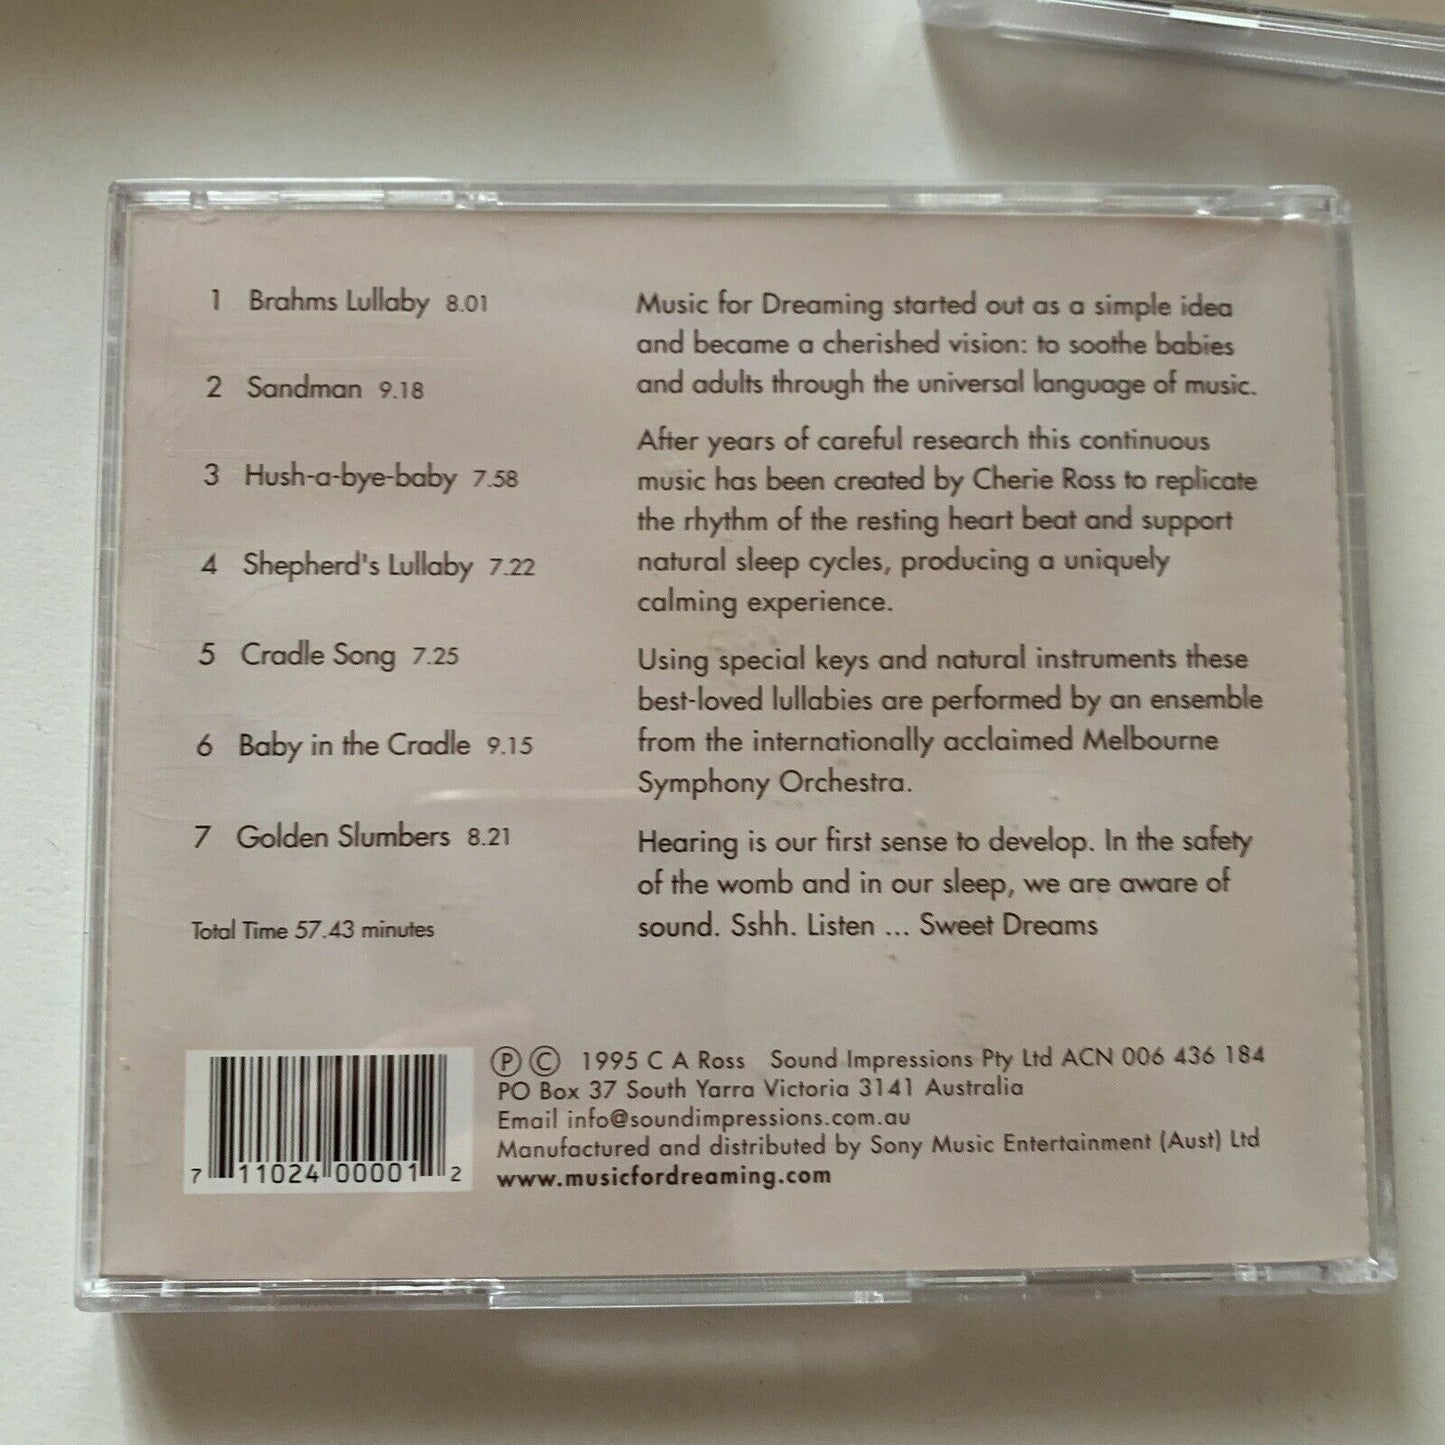 1 Brahms Lullaby 8.01
2 Sandman 9.18
3 Hush-a-bye-baby 7.58
4 Shepherd's Lullaby 7.22
5 Cradle Song 7.25
6 Baby in the Cradle 9.15
7 Golden Slumbers 8.21
Total Time 57.43 minutes
Music for Dreaming started out as a simple idea
and became a cherished vision: to soothe babies
and adults through the universal language of music.
After years of careful research this continuous
music has been created by Cherie Ross to replicate
the rhythm of the resting heart beat and support
natural sleep cycles, producing a uniquely
calming experience.
Using special keys and natural instruments these
best-loved lullabies are performed by an ensemble
from the internationally acclaimed Melbourne
Symphony Orchestra.
Hearing is our first sense to develop. In the safety
of the womb and in our sleep, we are aware of
sound. Sshh. Listen ... Sweet Dreams
7 11024 00001 2
Ⓟ © 1995 C A Ross Sound Impressions Pty Ltd ACN 006 436 184
PO Box 37 South Yarra Victoria 3141 Australia
Email info@soundimpressions.com.au
Manufactured and distributed by Sony Music Entertainment (Aust) Ltd
www.musicfordreaming.com